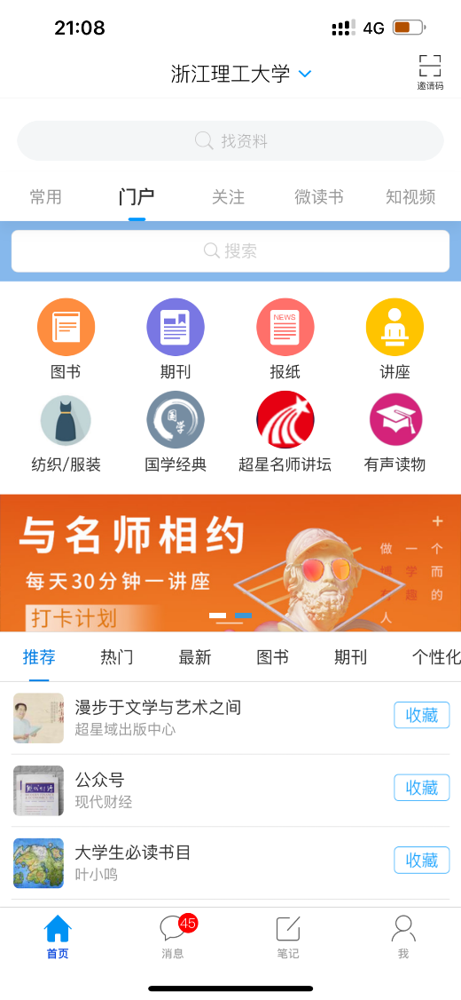 21:08
4G
浙江理工大学
邀请码
找资料
常用 门户 关注 微读书 知视频
搜索
NEWS
图书 期刊 报纸 讲座
国学
纺织/服装 国学经典 超星名师讲坛 有声读物
与名师相约
每天30分钟一讲座
打卡计划
做一个
博学而
有趣的
人
推荐 热门 最新 图书 期刊 个性化
漫步于文学与艺术之间
超星域出版中心
收藏
公众号
现代财经
收藏
大学生必读书目
叶小鸣
收藏
45
首页 消息 笔记 我